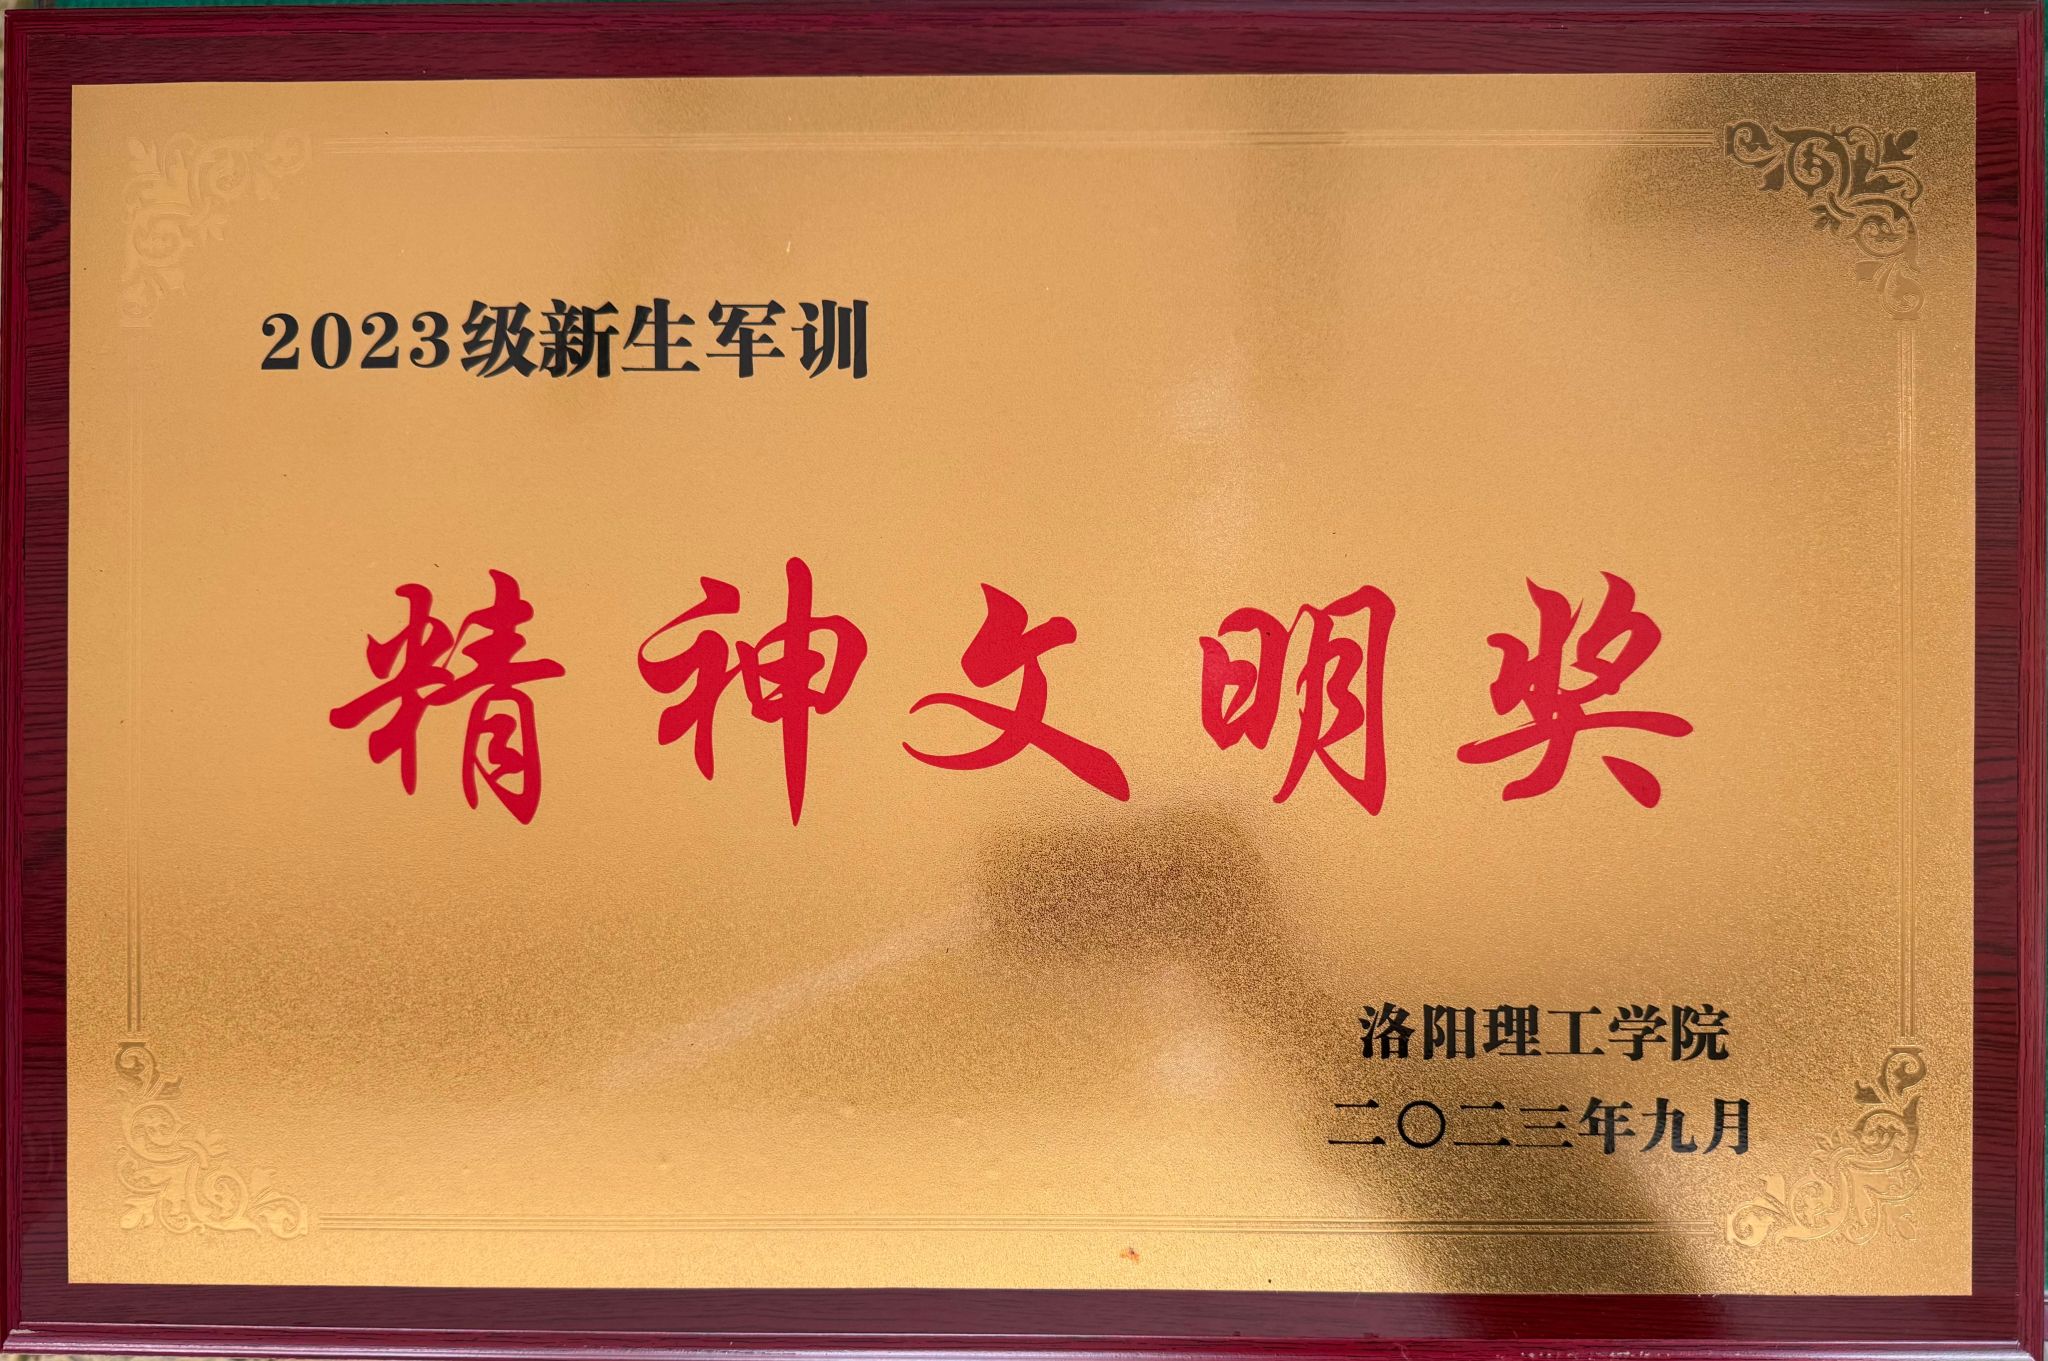 2023级新生军训
精神文明奖
洛阳理工学院
二〇二三年九月